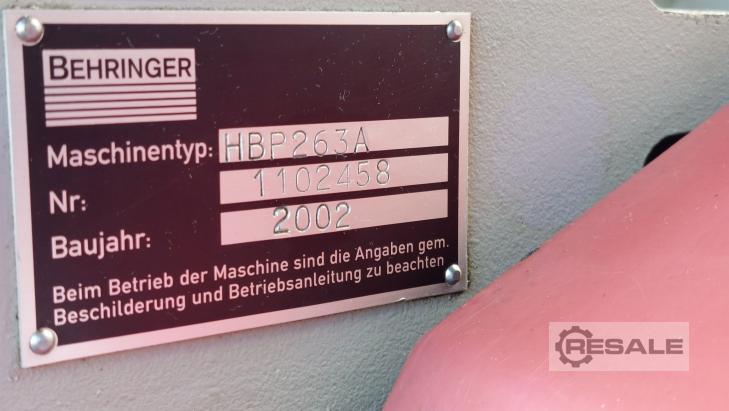 BEHRINGER
Maschinentyp: HBP263A
Nr: 1102458
Baujahr: 2002
Beim Betrieb der Maschine sind die Angaben gem.
Beschilderung und Betriebsanleitung zu beachten
RESALE